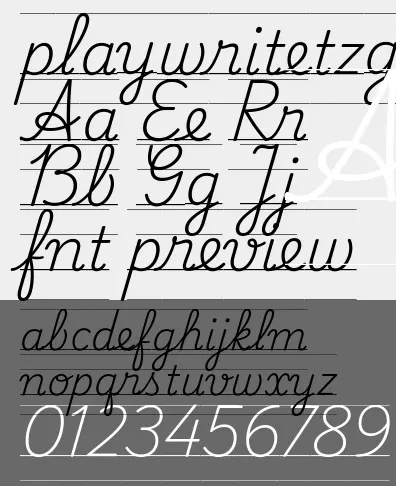 playwritetzg
Aa Ee Rr
Bb Gg Jj
A
fnt preview
abcdefghijklm
nopqrstuvwxyz
0123456789